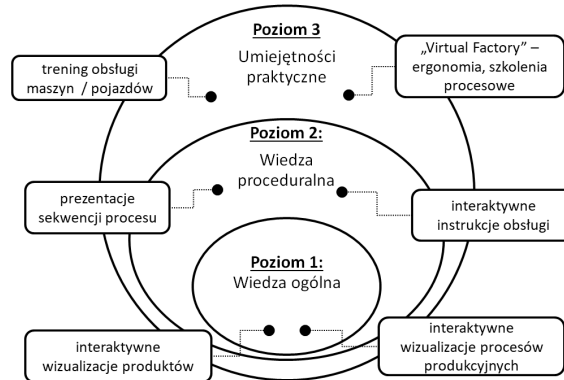 Poziom 3
Umiejętności
praktyczne
trening obsługi
maszyn / pojazdów
„Virtual Factory” –
ergonomia, szkolenia
procesowe
Poziom 2:
Wiedza
proceduralna
prezentacje
sekwencji procesu
interaktywne
instrukcje obsługi
Poziom 1:
Wiedza ogólna
interaktywne
wizualizacje produktów
interaktywne
wizualizacje procesów
produkcyjnych